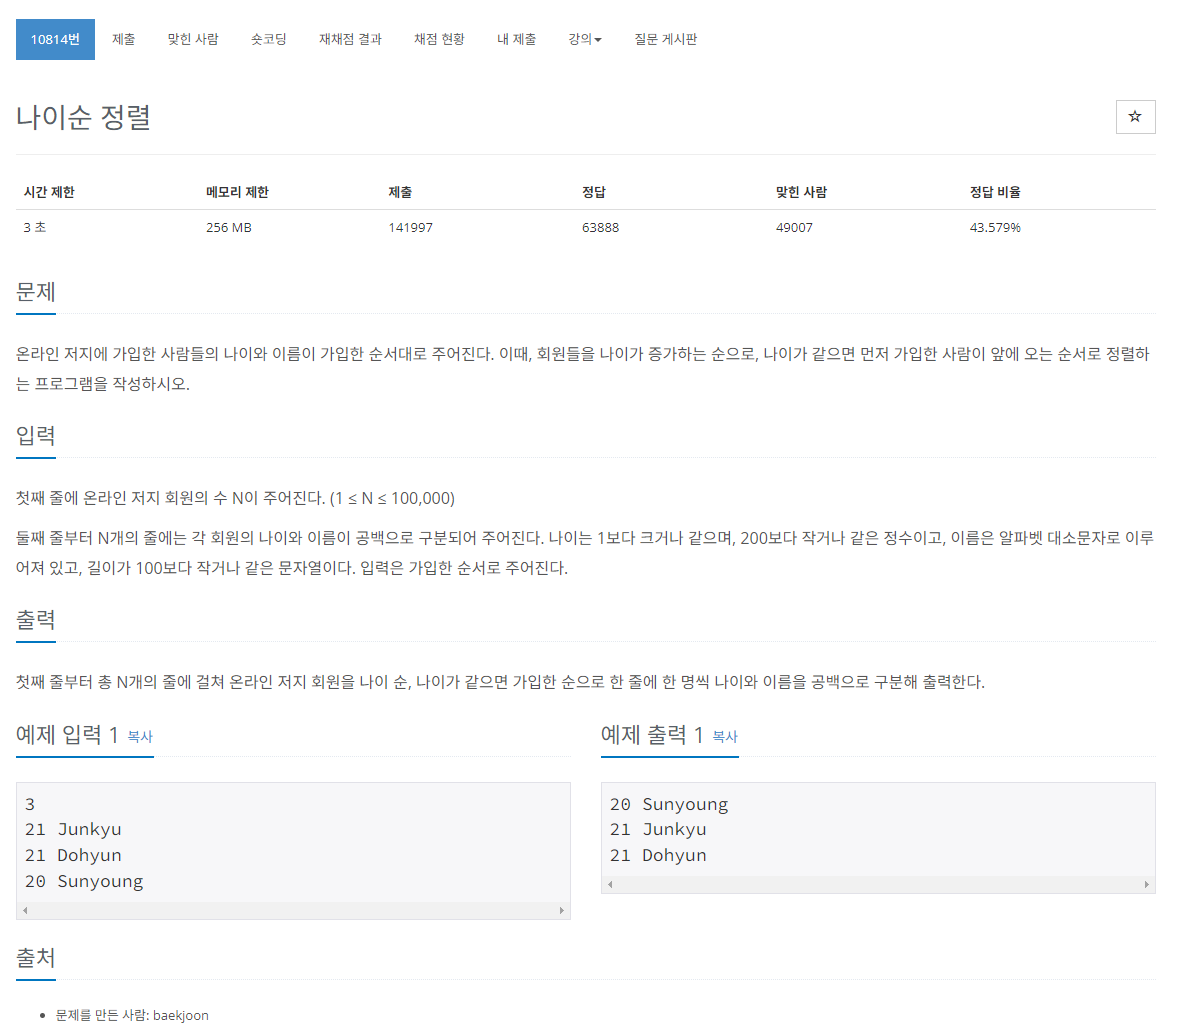 10814번 제출 맞힌 사람 숏코딩 재채점 결과 채점 현황 내 제출 강의 질문 게시판
나이순 정렬
시간 제한 메모리 제한 제출 정답 맞힌 사람 정답 비율
3 초 256 MB 141997 63888 49007 43.579%
문제
온라인 저지에 가입한 사람들의 나이와 이름이 가입한 순서대로 주어진다. 이때, 회원들을 나이가 증가하는 순으로, 나이가 같으면 먼저 가입한 사람이 앞에 오는 순서로 정렬하
는 프로그램을 작성하시오.
입력
첫째 줄에 온라인 저지 회원의 수 N이 주어진다. (1 ≤ N ≤ 100,000)
둘째 줄부터 N개의 줄에는 각 회원의 나이와 이름이 공백으로 구분되어 주어진다. 나이는 1보다 크거나 같으며, 200보다 작거나 같은 정수이고, 이름은 알파벳 대소문자로 이루
어져 있고, 길이가 100보다 작거나 같은 문자열이다. 입력은 가입한 순서로 주어진다.
출력
첫째 줄부터 총 N개의 줄에 걸쳐 온라인 저지 회원을 나이 순, 나이가 같으면 가입한 순으로 한 줄에 한 명씩 나이와 이름을 공백으로 구분해 출력한다.
예제 입력 1 복사
3
21 Junkyu
21 Dohyun
20 Sunyoung
예제 출력 1 복사
20 Sunyoung
21 Junkyu
21 Dohyun
출처
문제를 만든 사람: baekjoon